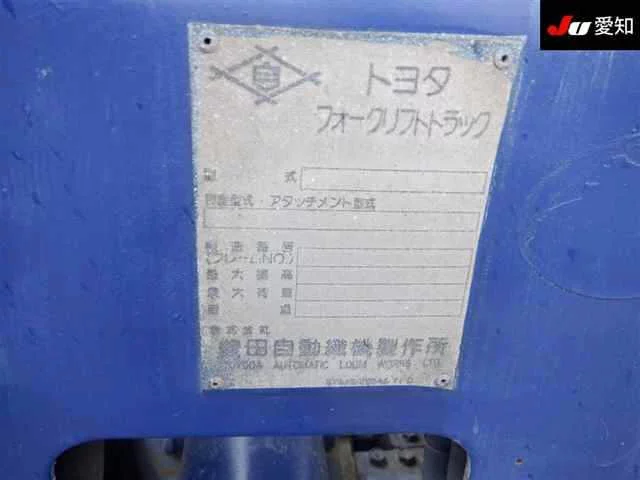 JU 愛知
自 トヨタ
フォークリフトトラック
型 式
アタッチメント型式
製造番号
(フレームNO.)
最大揚高
最大荷重
株式会社
豊田自動織機製作所
TOYODA AUTOMATIC LOOM WORKS, LTD.